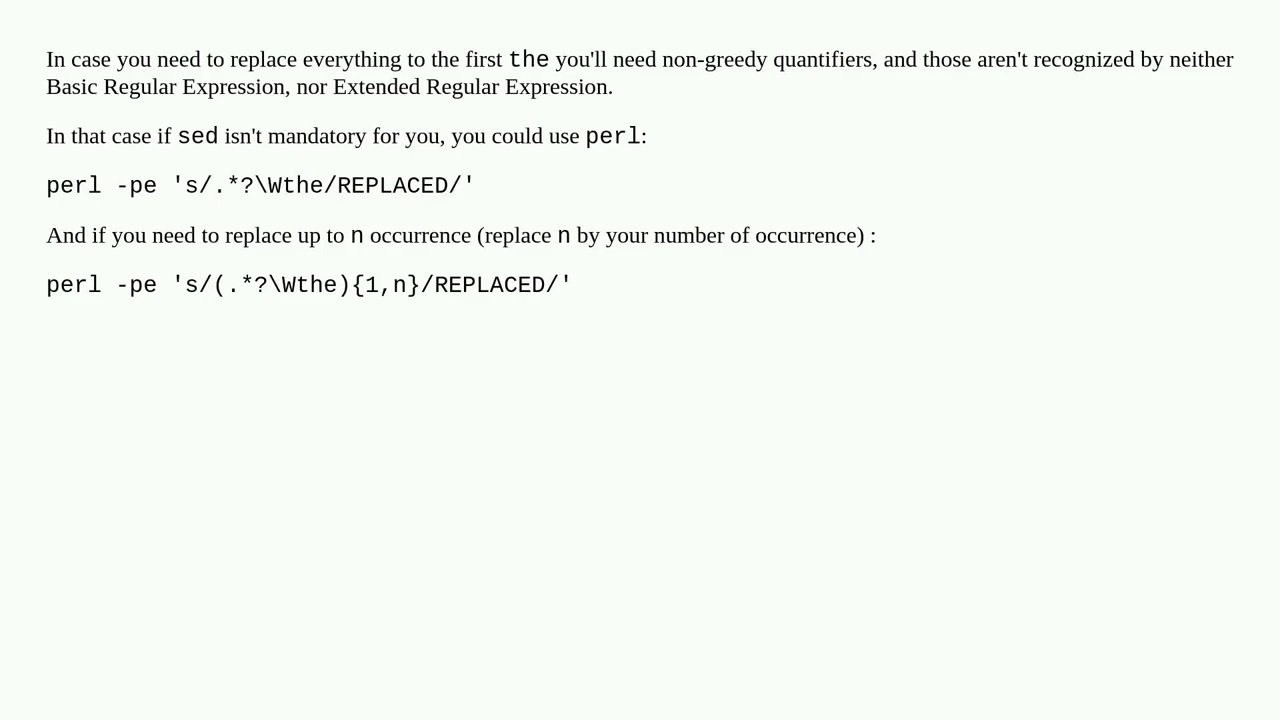 In case you need to replace everything to the first the you'll need non-greedy quantifiers, and those aren't recognized by neither
Basic Regular Expression, nor Extended Regular Expression.
In that case if sed isn't mandatory for you, you could use perl:
perl -pe 's/.*?\Wthe/REPLACED/'
And if you need to replace up to n occurrence (replace n by your number of occurrence) :
perl -pe 's/(.*?\Wthe){1,n}/REPLACED/'